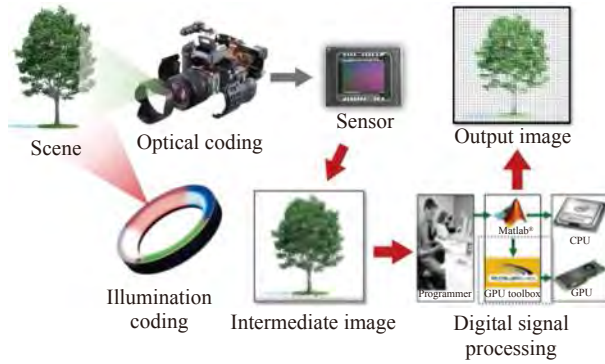 Scene
Optical coding
Sensor
Output image
Illumination
coding
Intermediate image
Programmer
Matlab®
CPU
GPU toolbox
GPU
Digital signal
processing